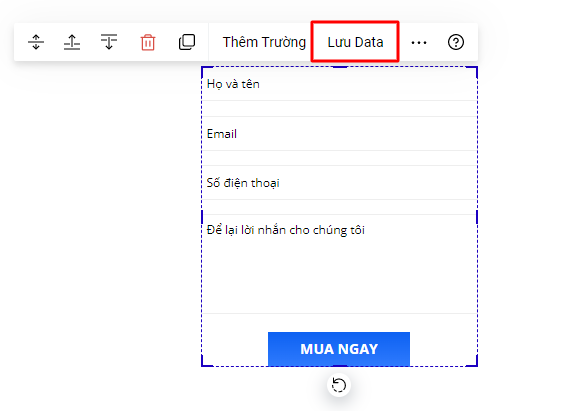 Thêm Trường Lưu Data
Họ và tên
Email
Số điện thoại
Để lại lời nhắn cho chúng tôi
MUA NGAY